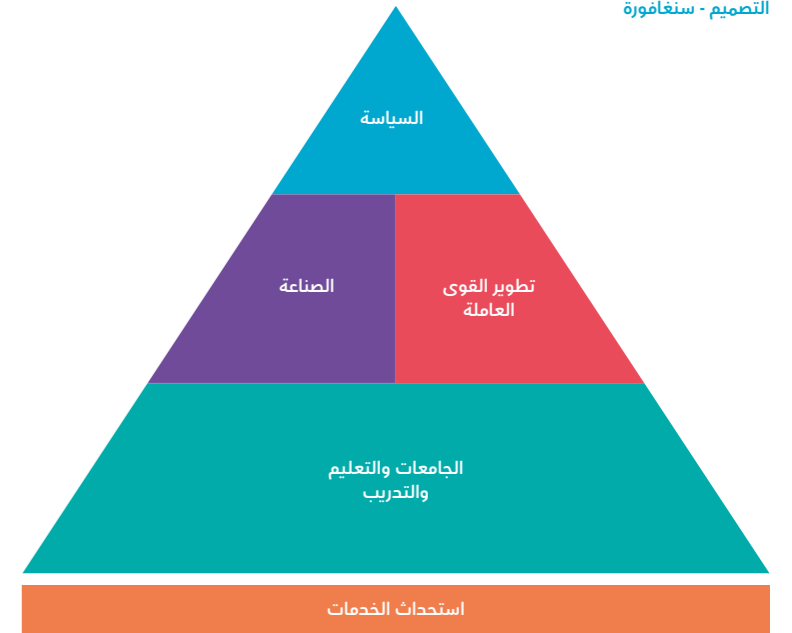 التصميم - سنغافورة
السياسة
تطوير القوى
العاملة
الصناعة
الجامعات والتعليم
والتدريب
استحداث الخدمات